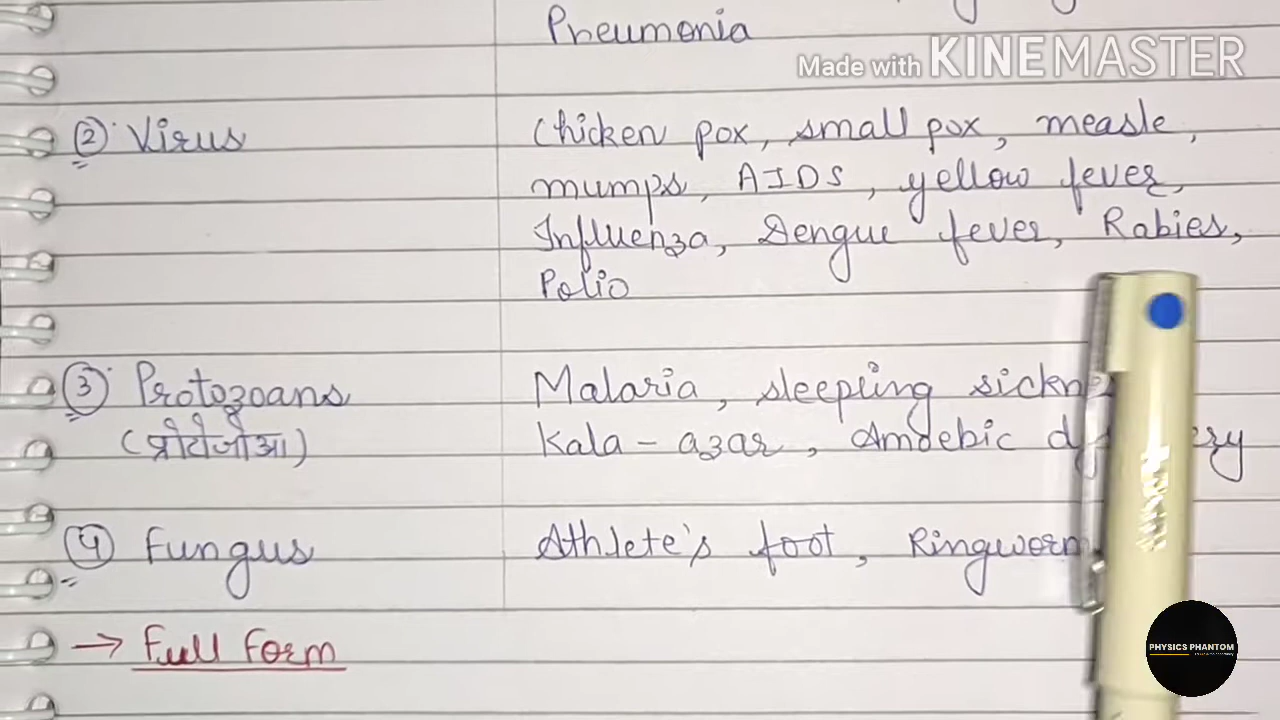 Pneumonia
Made with KINEMASTER
② Virus Chicken pox, small pox, measle,
mumps, AIDS, yellow fever,
Influenza, Dengue fever, Rabies,
Polio
③ Protozoans Malaria, sleeping
(प्रोटोजोआ) Kala-azar, Amoebic
④ Fungus Athlete's foot, Ringworm
→ Full Form
PHYSICS PHANTOM